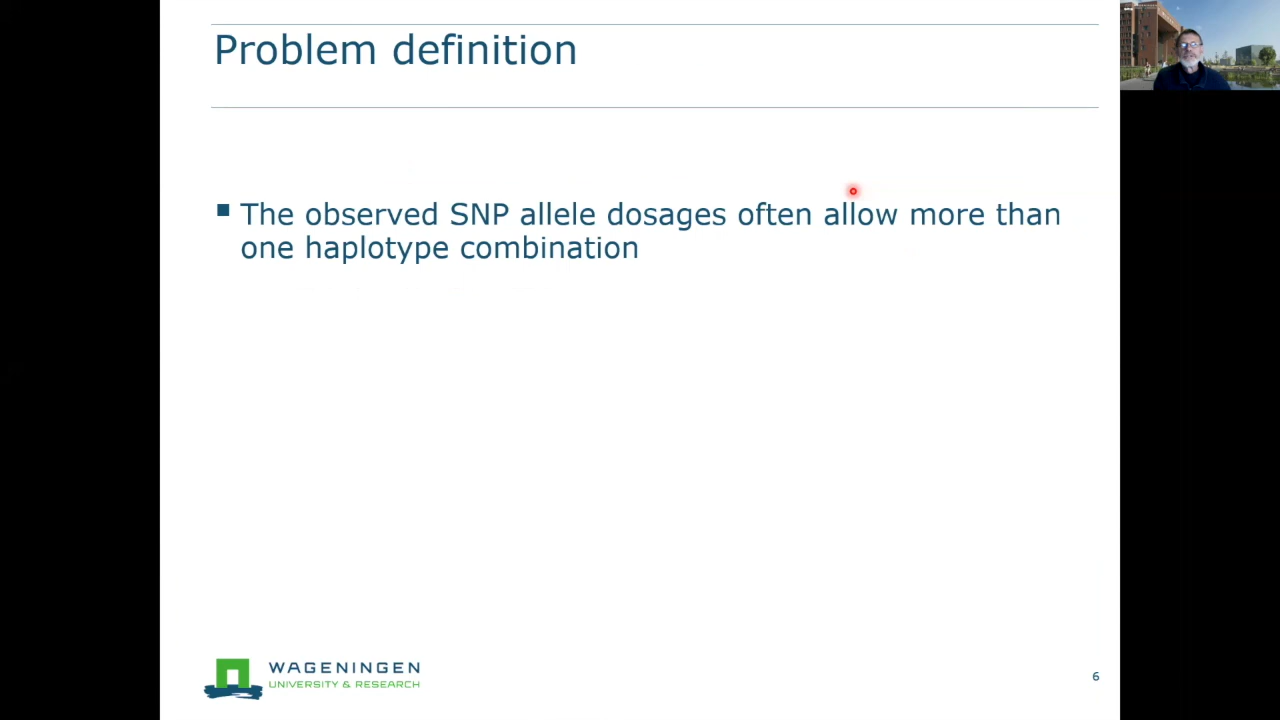 Problem definition
The observed SNP allele dosages often allow more than
one haplotype combination
WAGENINGEN
UNIVERSITY & RESEARCH
6